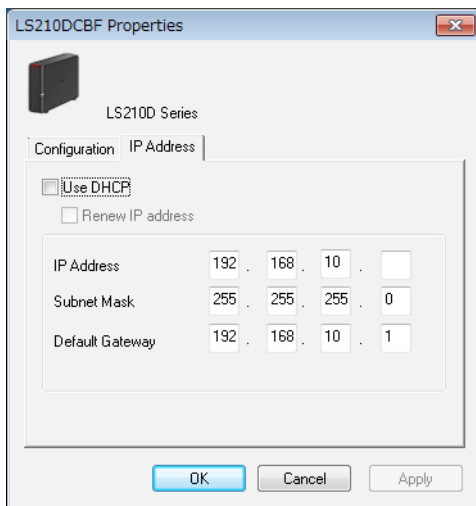 LS210DCBF Properties
LS210D Series
Configuration IP Address
Use DHCP
Renew IP address
IP Address 192 . 168 . 10 .
Subnet Mask 255 . 255 . 255 . 0
Default Gateway 192 . 168 . 10 . 1
OK Cancel Apply